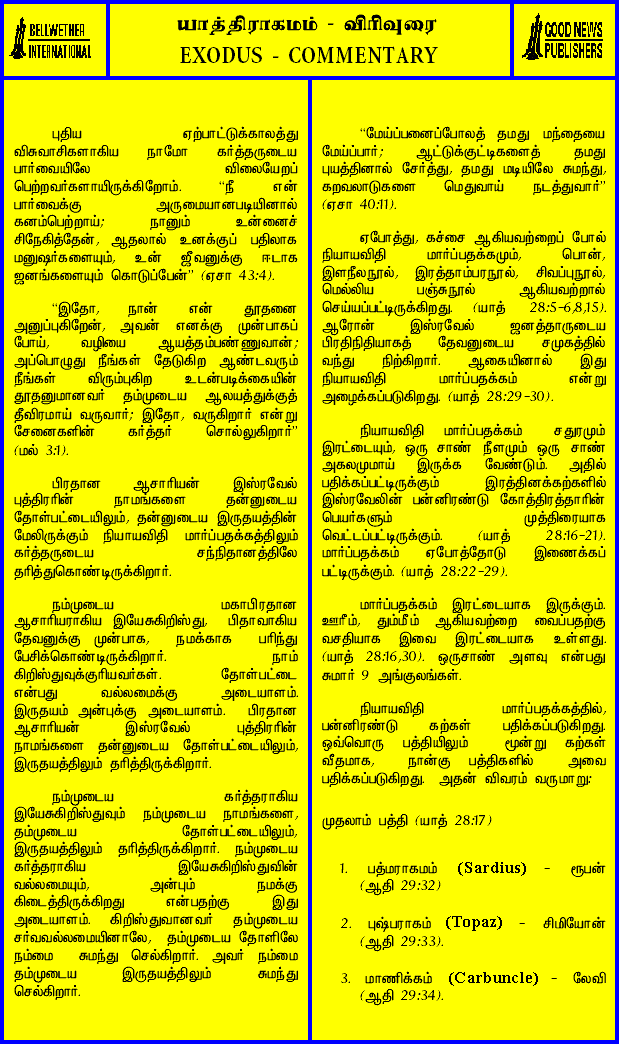 BELLWETHER
INTERNATIONAL
யாத்திராகமம் - விரிவுரை
EXODUS - COMMENTARY
GOOD NEWS
PUBLISHERS
புதிய ஏற்பாட்டுக்காலத்து
விசுவாசிகளாகிய நாமோ கர்த்தருடைய
பார்வையிலே விலையேறப்
பெற்றவர்களாயிருக்கிறோம். “நீ என்
பார்வைக்கு அருமையானபடியினால்
கனம்பெற்றாய்; நானும் உன்னைச்
சிநேகித்தேன், ஆதலால் உனக்குப் பதிலாக
மனுஷர்களையும், உன் ஜீவனுக்கு ஈடாக
ஜனங்களையும் கொடுப்பேன்” (ஏசா 43:4).
“இதோ, நான் என் தூதனை
அனுப்புகிறேன், அவன் எனக்கு முன்பாகப்
போய், வழியை ஆயத்தம்பண்ணுவான்;
அப்பொழுது நீங்கள் தேடுகிற ஆண்டவரும்
நீங்கள் விரும்புகிற உடன்படிக்கையின்
தூதனுமானவர் தம்முடைய ஆலயத்துக்குத்
தீவிரமாய் வருவார்; இதோ, வருகிறார் என்று
சேனைகளின் கர்த்தர் சொல்லுகிறார்”
(மல் 3:1).
பிரதான ஆசாரியன் இஸ்ரவேல்
புத்திரரின் நாமங்களை தன்னுடைய
தோள்பட்டையிலும், தன்னுடைய இருதயத்தின்
மேலிருக்கும் நியாயவிதி மார்ப்பதக்கத்திலும்
கர்த்தருடைய சந்நிதானத்திலே
தரித்துகொண்டிருக்கிறார்.
நம்முடைய மகாபிரதான
ஆசாரியராகிய இயேசுகிறிஸ்து, பிதாவாகிய
தேவனுக்கு முன்பாக, நமக்காக பரிந்து
பேசிக்கொண்டிருக்கிறார். நாம்
கிறிஸ்துவுக்குரியவர்கள். தோள்பட்டை
என்பது வல்லமைக்கு அடையாளம்.
இருதயம் அன்புக்கு அடையாளம். பிரதான
ஆசாரியன் இஸ்ரவேல் புத்திரரின்
நாமங்களை தன்னுடைய தோள்பட்டையிலும்,
இருதயத்திலும் தரித்திருக்கிறார்.
நம்முடைய கர்த்தராகிய
இயேசுகிறிஸ்துவும் நம்முடைய நாமங்களை,
தம்முடைய தோள்பட்டையிலும்,
இருதயத்திலும் தரித்திருக்கிறார். நம்முடைய
கர்த்தராகிய இயேசுகிறிஸ்துவின்
வல்லமையும், அன்பும் நமக்கு
கிடைத்திருக்கிறது என்பதற்கு இது
அடையாளம். கிறிஸ்துவானவர் தம்முடைய
சர்வவல்லமையினாலே, தம்முடைய தோளிலே
நம்மை சுமந்து செல்கிறார். அவர் நம்மை
தம்முடைய இருதயத்திலும் சுமந்து
செல்கிறார்.
“மேய்ப்பனைப்போலத் தமது மந்தையை
மேய்ப்பார்; ஆட்டுக்குட்டிகளைத் தமது
புயத்தினால் சேர்த்து, தமது மடியிலே சுமந்து,
கறவலாடுகளை மெதுவாய் நடத்துவார்”
(ஏசா 40:11).
ஏபோத்து, கச்சை ஆகியவற்றைப் போல்
நியாயவிதி மார்ப்பதக்கமும், பொன்,
இளநீலநூல், இரத்தாம்பரநூல், சிவப்புநூல்,
மெல்லிய பஞ்சுநூல் ஆகியவற்றால்
செய்யப்பட்டிருக்கிறது. (யாத் 28:5-6,8,15).
ஆரோன் இஸ்ரவேல் ஜனத்தாருடைய
பிரதிநிதியாகத் தேவனுடைய சமுகத்தில்
வந்து நிற்கிறார். ஆகையினால் இது
நியாயவிதி மார்ப்பதக்கம் என்று
அழைக்கப்படுகிறது. (யாத் 28:29-30).
நியாயவிதி மார்ப்பதக்கம் சதுரமும்
இரட்டையும், ஒரு சாண் நீளமும் ஒரு சாண்
அகலமுமாய் இருக்க வேண்டும். அதில்
பதிக்கப்பட்டிருக்கும் இரத்தினக்கற்களில்
இஸ்ரவேலின் பன்னிரண்டு கோத்திரத்தாரின்
பெயர்களும் முத்திரையாக
வெட்டப்பட்டிருக்கும். (யாத் 28:16-21).
மார்ப்பதக்கம் ஏபோத்தோடு இணைக்கப்
பட்டிருக்கும். (யாத் 28:22-29).
மார்ப்பதக்கம் இரட்டையாக இருக்கும்.
ஊரீம், தும்மீம் ஆகியவற்றை வைப்பதற்கு
வசதியாக இவை இரட்டையாக உள்ளது.
(யாத் 28:16,30). ஒருசாண் அளவு என்பது
சுமார் 9 அங்குலங்கள்.
நியாயவிதி மார்ப்பதக்கத்தில்,
பன்னிரண்டு கற்கள் பதிக்கப்படுகிறது.
ஒவ்வொரு பத்தியிலும் மூன்று கற்கள்
வீதமாக, நான்கு பத்திகளில் அவை
பதிக்கப்படுகிறது. அதன் விவரம் வருமாறு:
முதலாம் பத்தி (யாத் 28:17)
1. பத்மராகமம் (Sardius) - ரூபன்
(ஆதி 29:32)
2. புஷ்பராகம் (Topaz) - சிமியோன்
(ஆதி 29:33).
3. மாணிக்கம் (Carbuncle) - லேவி
(ஆதி 29:34).